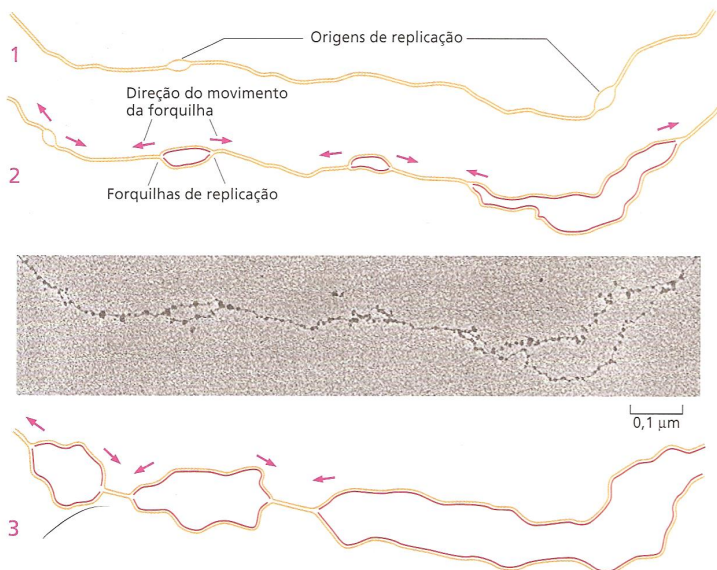 Origens de replicação
1
Direção do movimento
da forquilha
2
Forquilhas de replicação
0,1 µm
3